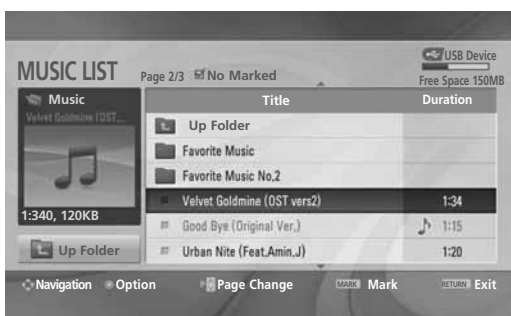 USB Device
MUSIC LIST
Page 2/3 No Marked
Free Space 150MB
Music
Title
Duration
Velvet Goldmine (OST...
Up Folder
Favorite Music
Favorite Music No.2
Velvet Goldmine (OST vers2) 1:34
1:340, 120KB
Good Bye (Original Ver.) 1:15
Up Folder
Urban Nite (Feat.Amin.J) 1:20
Navigation Option Page Change MARK Mark RETURN Exit